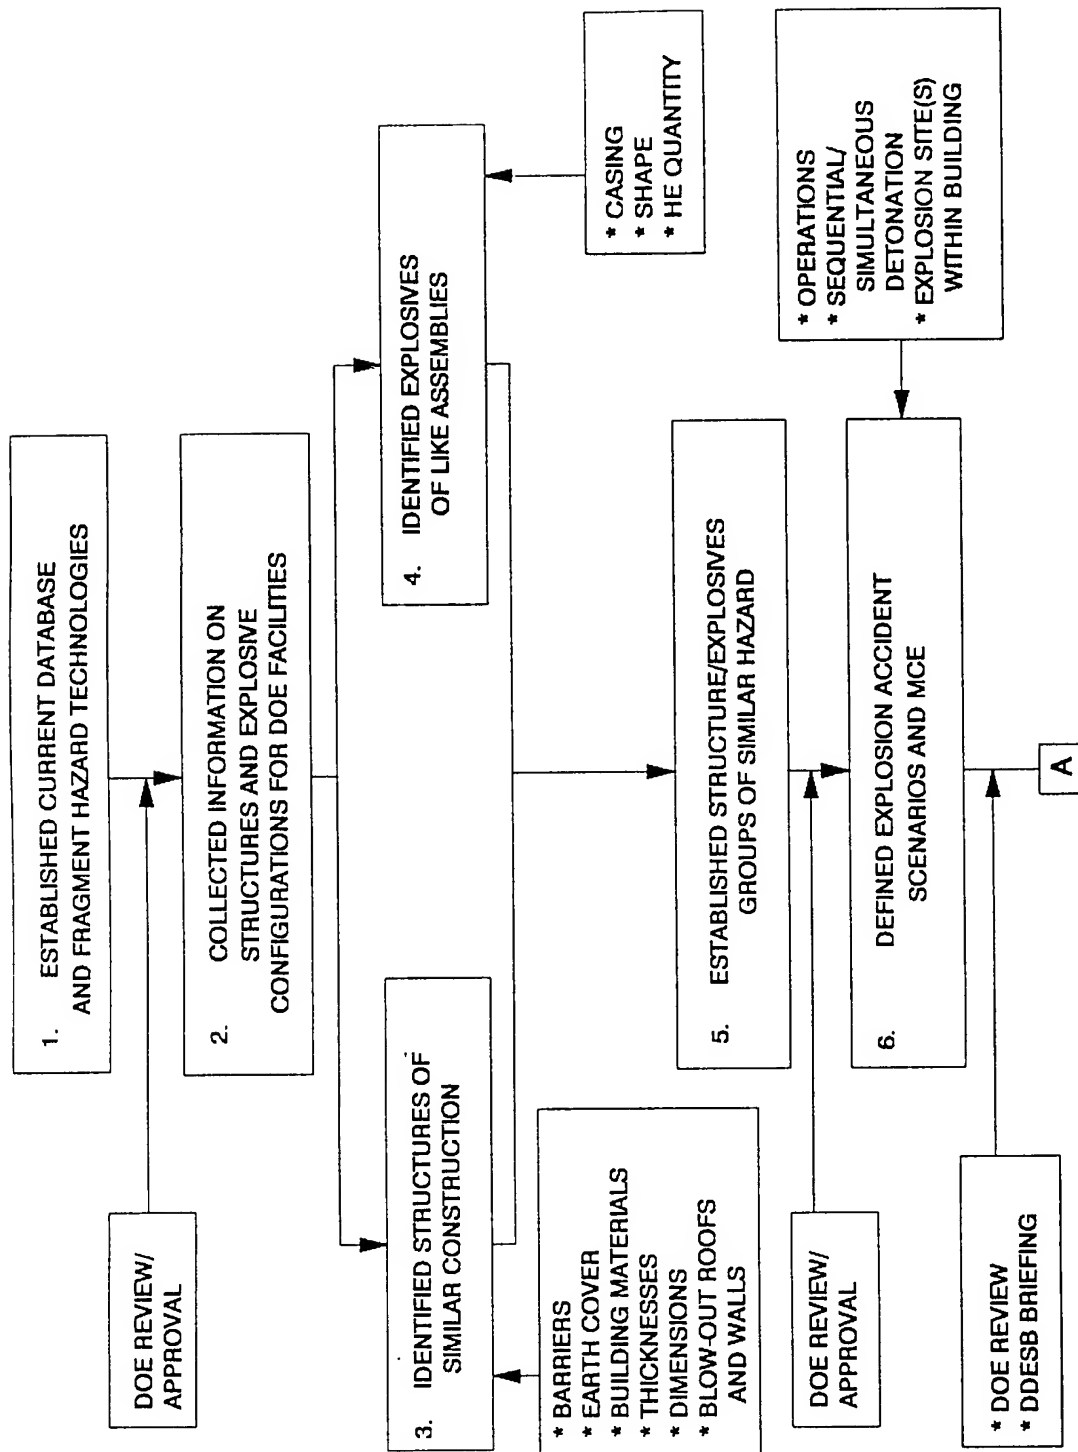 1. ESTABLISHED CURRENT DATABASE
AND FRAGMENT HAZARD TECHNOLOGIES
DOE REVIEW/
APPROVAL
2. COLLECTED INFORMATION ON
STRUCTURES AND EXPLOSIVE
CONFIGURATIONS FOR DOE FACILITIES
3. IDENTIFIED STRUCTURES OF
SIMILAR CONSTRUCTION
4. IDENTIFIED EXPLOSIVES
OF LIKE ASSEMBLIES
* BARRIERS
* EARTH COVER
* BUILDING MATERIALS
* THICKNESSES
* DIMENSIONS
* BLOW-OUT ROOFS
AND WALLS
* CASING
* SHAPE
* HE QUANTITY
5. ESTABLISHED STRUCTURE/EXPLOSIVES
GROUPS OF SIMILAR HAZARD
DOE REVIEW/
APPROVAL
* OPERATIONS
* SEQUENTIAL/
SIMULTANEOUS
DETONATION
* EXPLOSION SITE(S)
WITHIN BUILDING
6. DEFINED EXPLOSION ACCIDENT
SCENARIOS AND MCE
* DOE REVIEW
* DDESB BRIEFING
A